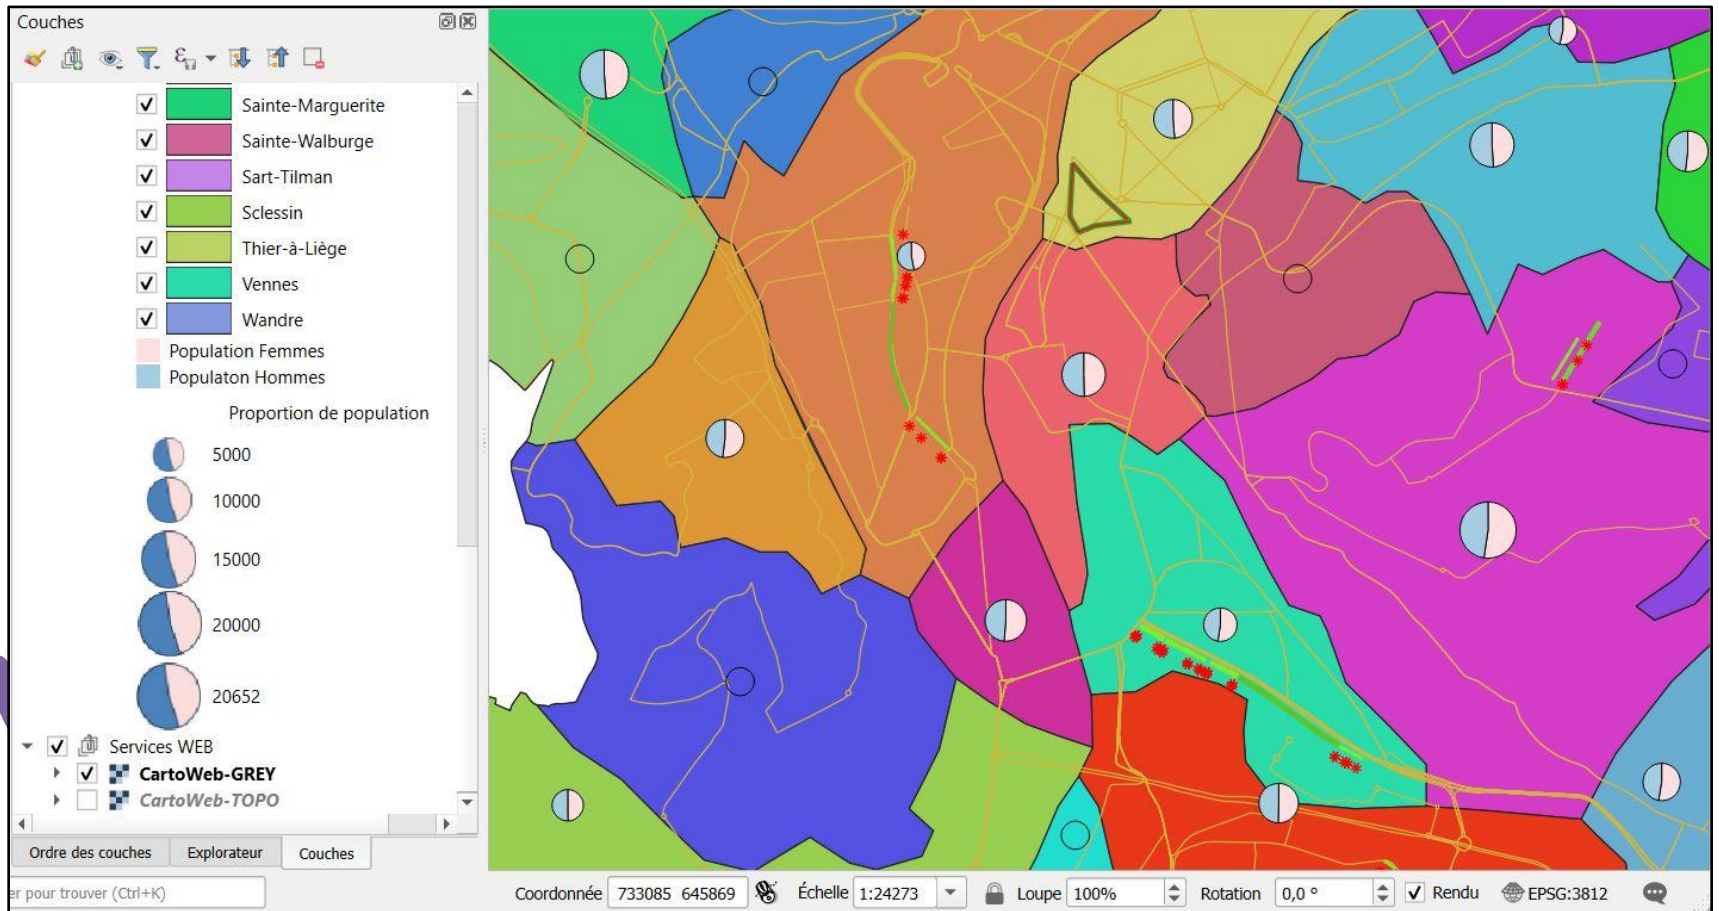 Couches
Sainte-Marguerite
Sainte-Walburge
Sart-Tilman
Sclessin
Thier-à-Liège
Vennes
Wandre
Population Femmes
Populaton Hommes
Proportion de population
5000
10000
15000
20000
20652
Services WEB
CartoWeb-GREY
CartoWeb-TOPO
Ordre des couches Explorateur Couches
er pour trouver (Ctrl+K)
Coordonnée 733085 645869 Échelle 1:24273 Loupe 100% Rotation 0,0 ° Rendu EPSG:3812